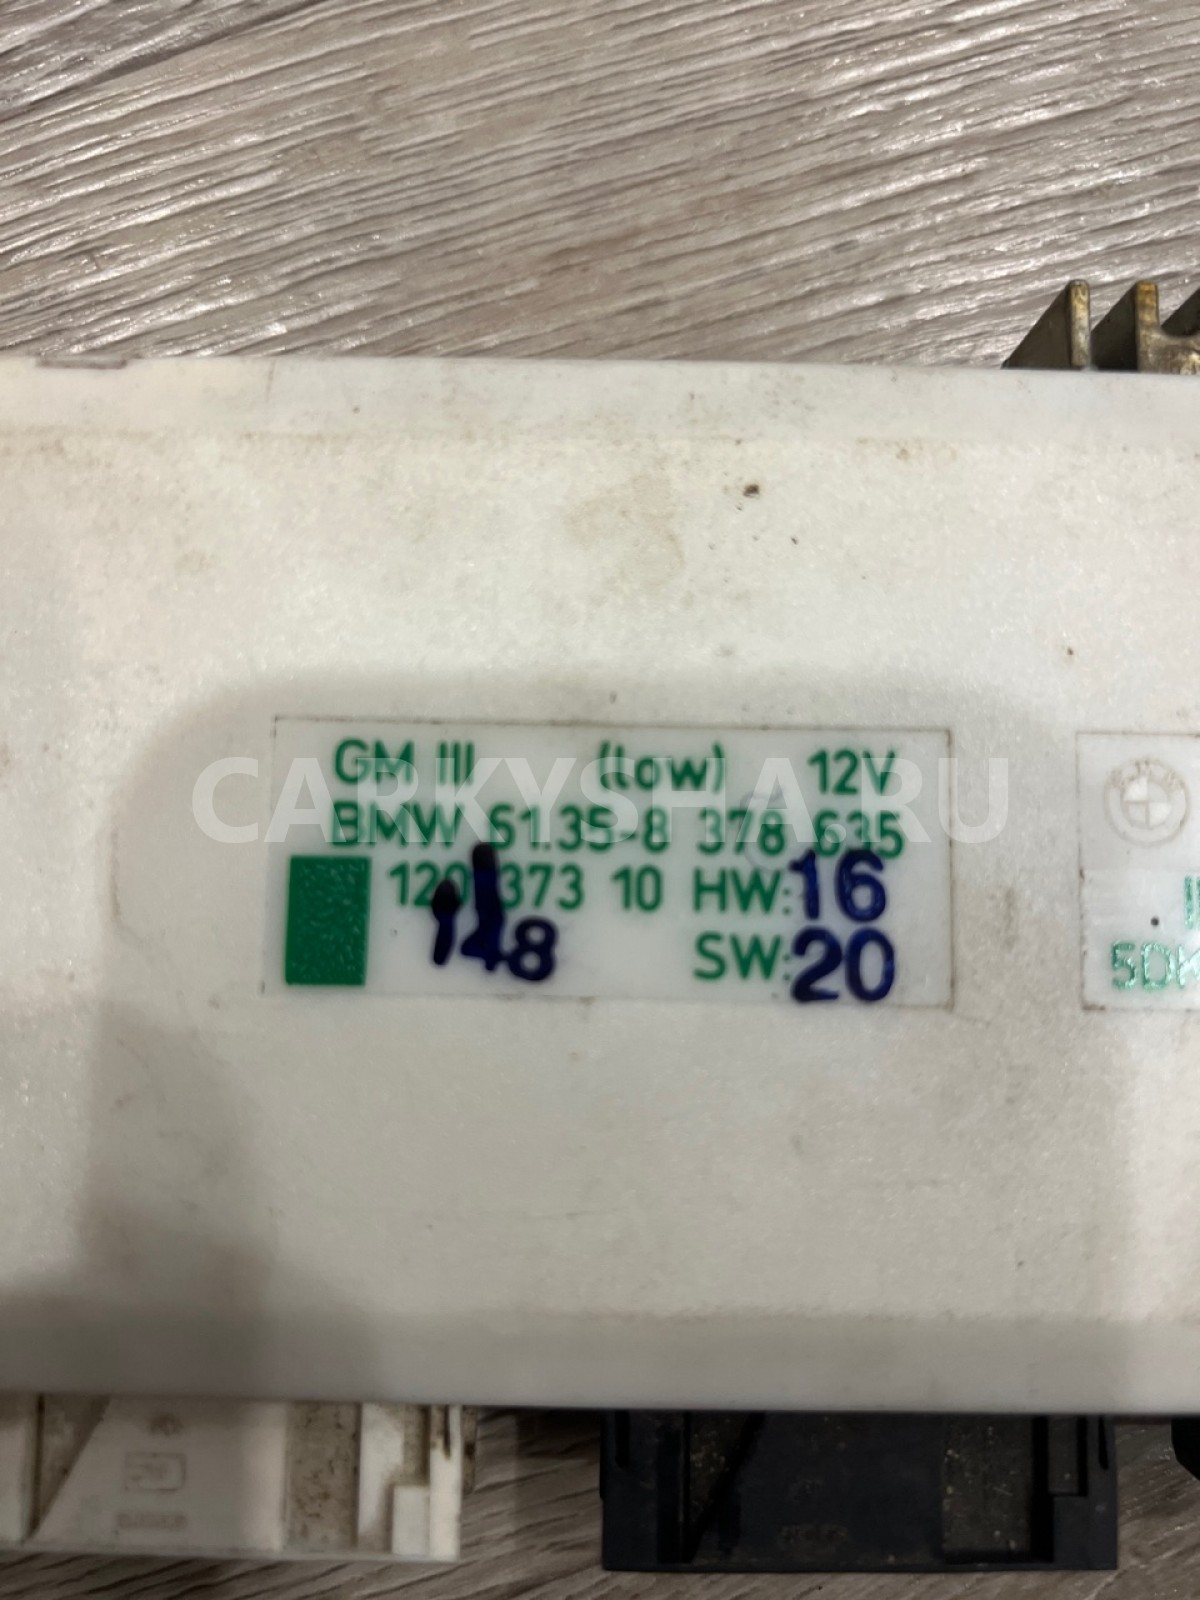 GM III (Low) 12V
BMW 61.35-8 378 635
373 10 HW:16
148 SW:20
5DK
CARKYSHA.RU